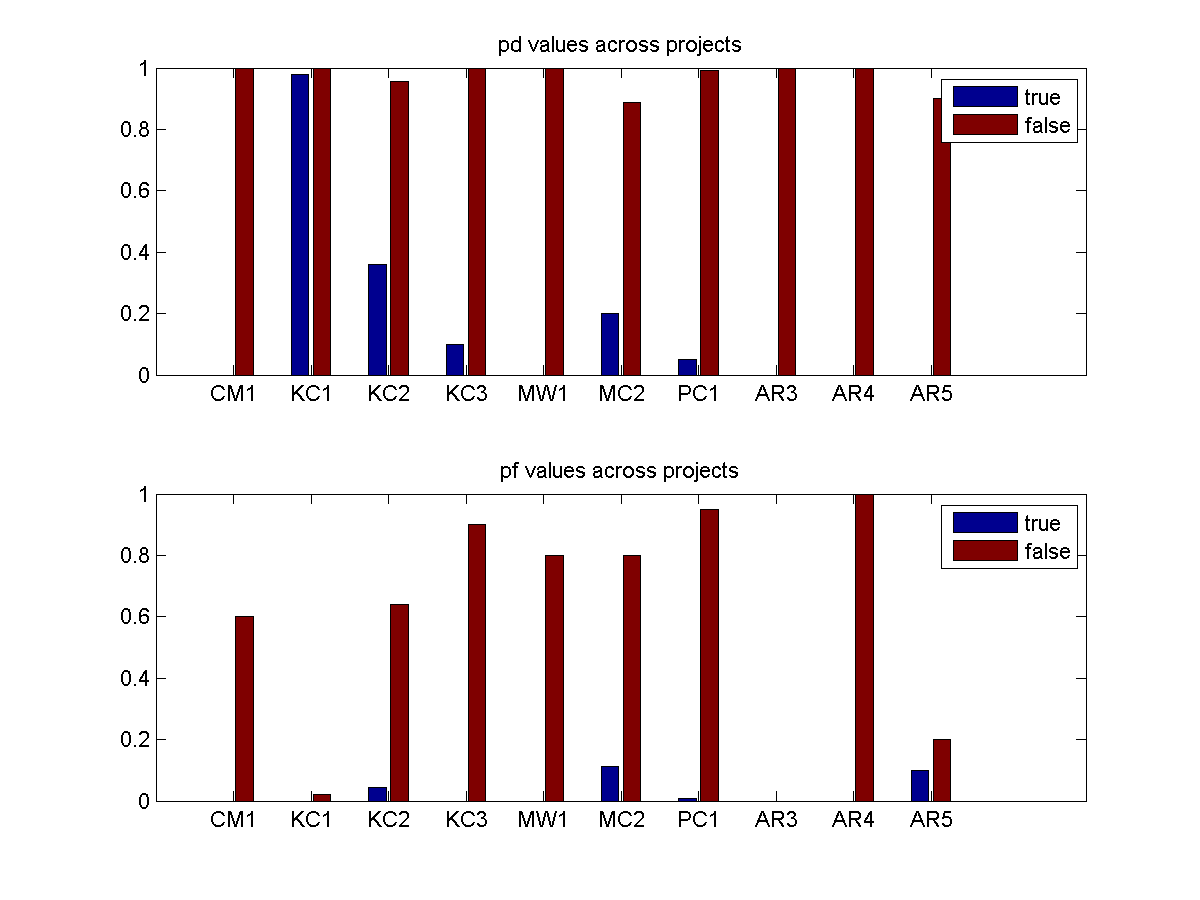 pd values across projects
1
0.8
0.6
0.4
0.2
0
true
false
CM1 KC1 KC2 KC3 MW1 MC2 PC1 AR3 AR4 AR5
pf values across projects
1
0.8
0.6
0.4
0.2
0
true
false
CM1 KC1 KC2 KC3 MW1 MC2 PC1 AR3 AR4 AR5